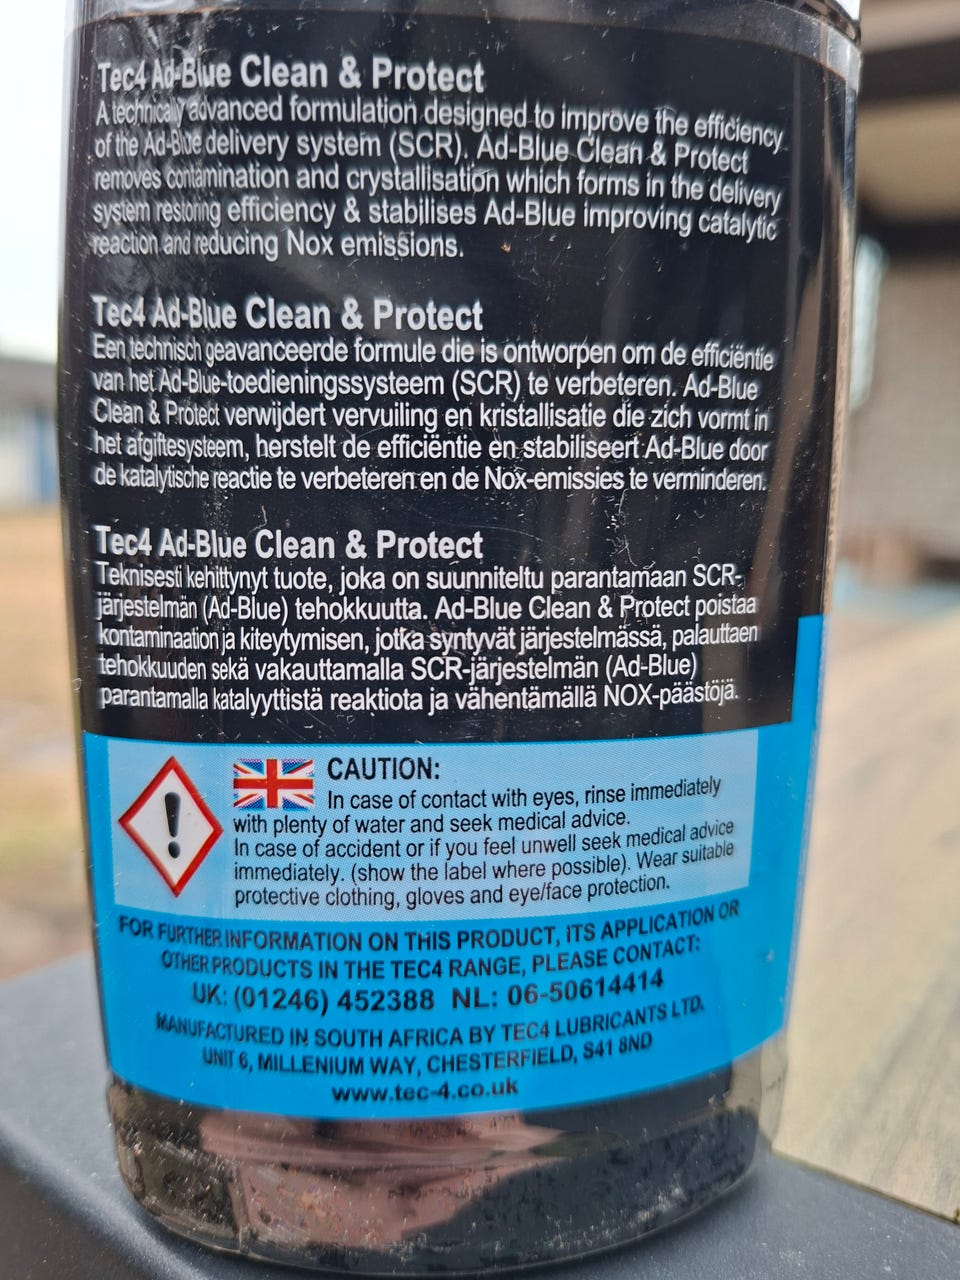 Tec4 Ad-Blue Clean & Protect
A technically advanced formulation designed to improve the efficiency
of the Ad-Blue delivery system (SCR). Ad-Blue Clean & Protect
removes contamination and crystallisation which forms in the delivery
system restoring efficiency & stabilises Ad-Blue improving catalytic
reaction and reducing Nox emissions.
Tec4 Ad-Blue Clean & Protect
Een technisch geavanceerde formule die is ontworpen om de efficiëntie
van het Ad-Blue-toedieningssysteem (SCR) te verbeteren. Ad-Blue
Clean & Protect verwijdert vervuiling en kristallisatie die zich vormt in
het afgiftesysteem, herstelt de efficiëntie en stabiliseert Ad-Blue door
de katalytische reactie te verbeteren en de Nox-emissies te verminderen.
Tec4 Ad-Blue Clean & Protect
Teknisesti kehittynyt tuote, joka on suunniteltu parantamaan SCR-
järjestelmän (Ad-Blue) tehokkuutta. Ad-Blue Clean & Protect poistaa
kontaminaation ja kiteytymisen, jotka syntyvät järjestelmässä, palauttaen
tehokkuuden sekä vakauttamalla SCR-järjestelmän (Ad-Blue)
parantamalla katalyyttistä reaktiota ja vähentämällä NOX-päästöjä.
CAUTION:
In case of contact with eyes, rinse immediately
with plenty of water and seek medical advice.
In case of accident or if you feel unwell seek medical advice
immediately. (show the label where possible). Wear suitable
protective clothing, gloves and eye/face protection.
FOR FURTHER INFORMATION ON THIS PRODUCT, ITS APPLICATION OR
OTHER PRODUCTS IN THE TEC4 RANGE, PLEASE CONTACT:
UK: (01246) 452388 NL: 06-50614414
MANUFACTURED IN SOUTH AFRICA BY TEC4 LUBRICANTS LTD.
UNIT 6, MILLENIUM WAY, CHESTERFIELD, S41 8ND
www.tec-4.co.uk